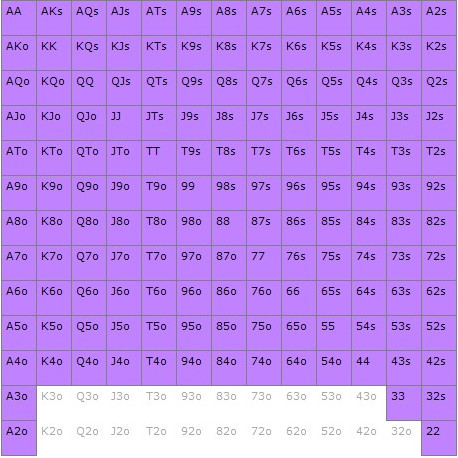 AA AKs AQs AJs ATs A9s A8s A7s A6s A5s A4s A3s A2s
AKo KK KQs KJs KTs K9s K8s K7s K6s K5s K4s K3s K2s
AQo KQo QQ QJs QTs Q9s Q8s Q7s Q6s Q5s Q4s Q3s Q2s
AJo KJo QJo JJ JTs J9s J8s J7s J6s J5s J4s J3s J2s
ATo KTo QTo JTo TT T9s T8s T7s T6s T5s T4s T3s T2s
A9o K9o Q9o J9o T9o 99 98s 97s 96s 95s 94s 93s 92s
A8o K8o Q8o J8o T8o 98o 88 87s 86s 85s 84s 83s 82s
A7o K7o Q7o J7o T7o 97o 87o 77 76s 75s 74s 73s 72s
A6o K6o Q6o J6o T6o 96o 86o 76o 66 65s 64s 63s 62s
A5o K5o Q5o J5o T5o 95o 85o 75o 65o 55 54s 53s 52s
A4o K4o Q4o J4o T4o 94o 84o 74o 64o 54o 44 43s 42s
A3o K3o Q3o J3o T3o 93o 83o 73o 63o 53o 43o 33 32s
A2o K2o Q2o J2o T2o 92o 82o 72o 62o 52o 42o 32o 22